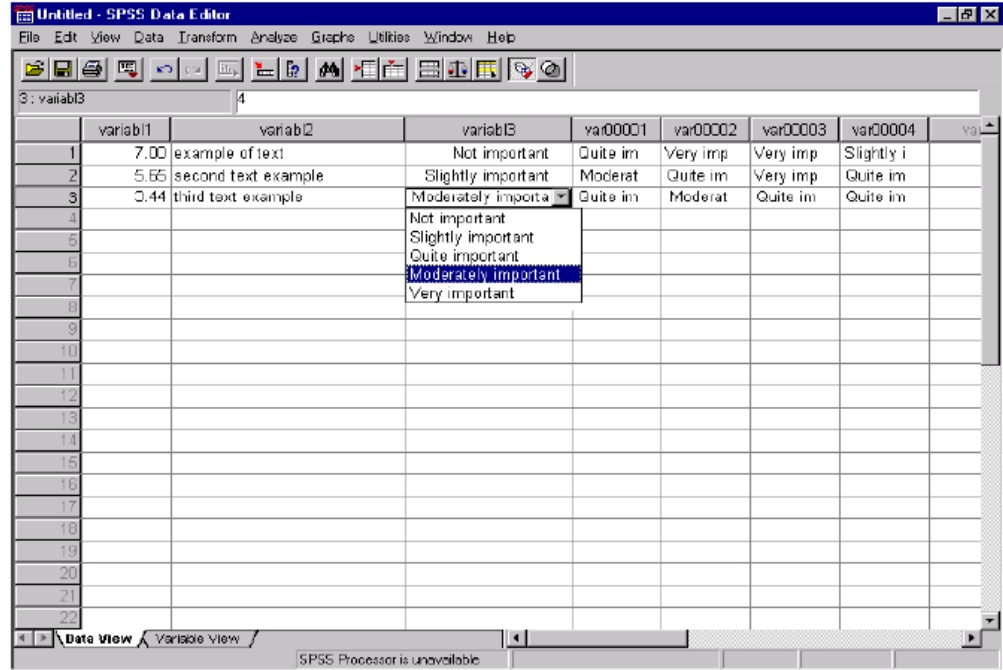 Untitled - SPSS Data Editor
File Edit View Data Transform Analyze Graphs Utilities Window Help
3 : variabl3 4
variabl1 variabl2 variabl3 var00001 var00002 var00003 var00004 va
1 7.00 example of text Not important Quite im Very imp Very imp Slightly i
2 5.65 second text example Slightly important Moderat Quite im Very imp Quite im
3 3.44 third text example Moderately importa Quite im Moderat Quite im Quite im
4 Not important
5 Slightly important
6 Quite important
7 Moderately important
8 Very important
9
10
11
12
13
14
15
16
17
18
19
20
21
22
Data View Variable View
SPSS Processor is unavailable